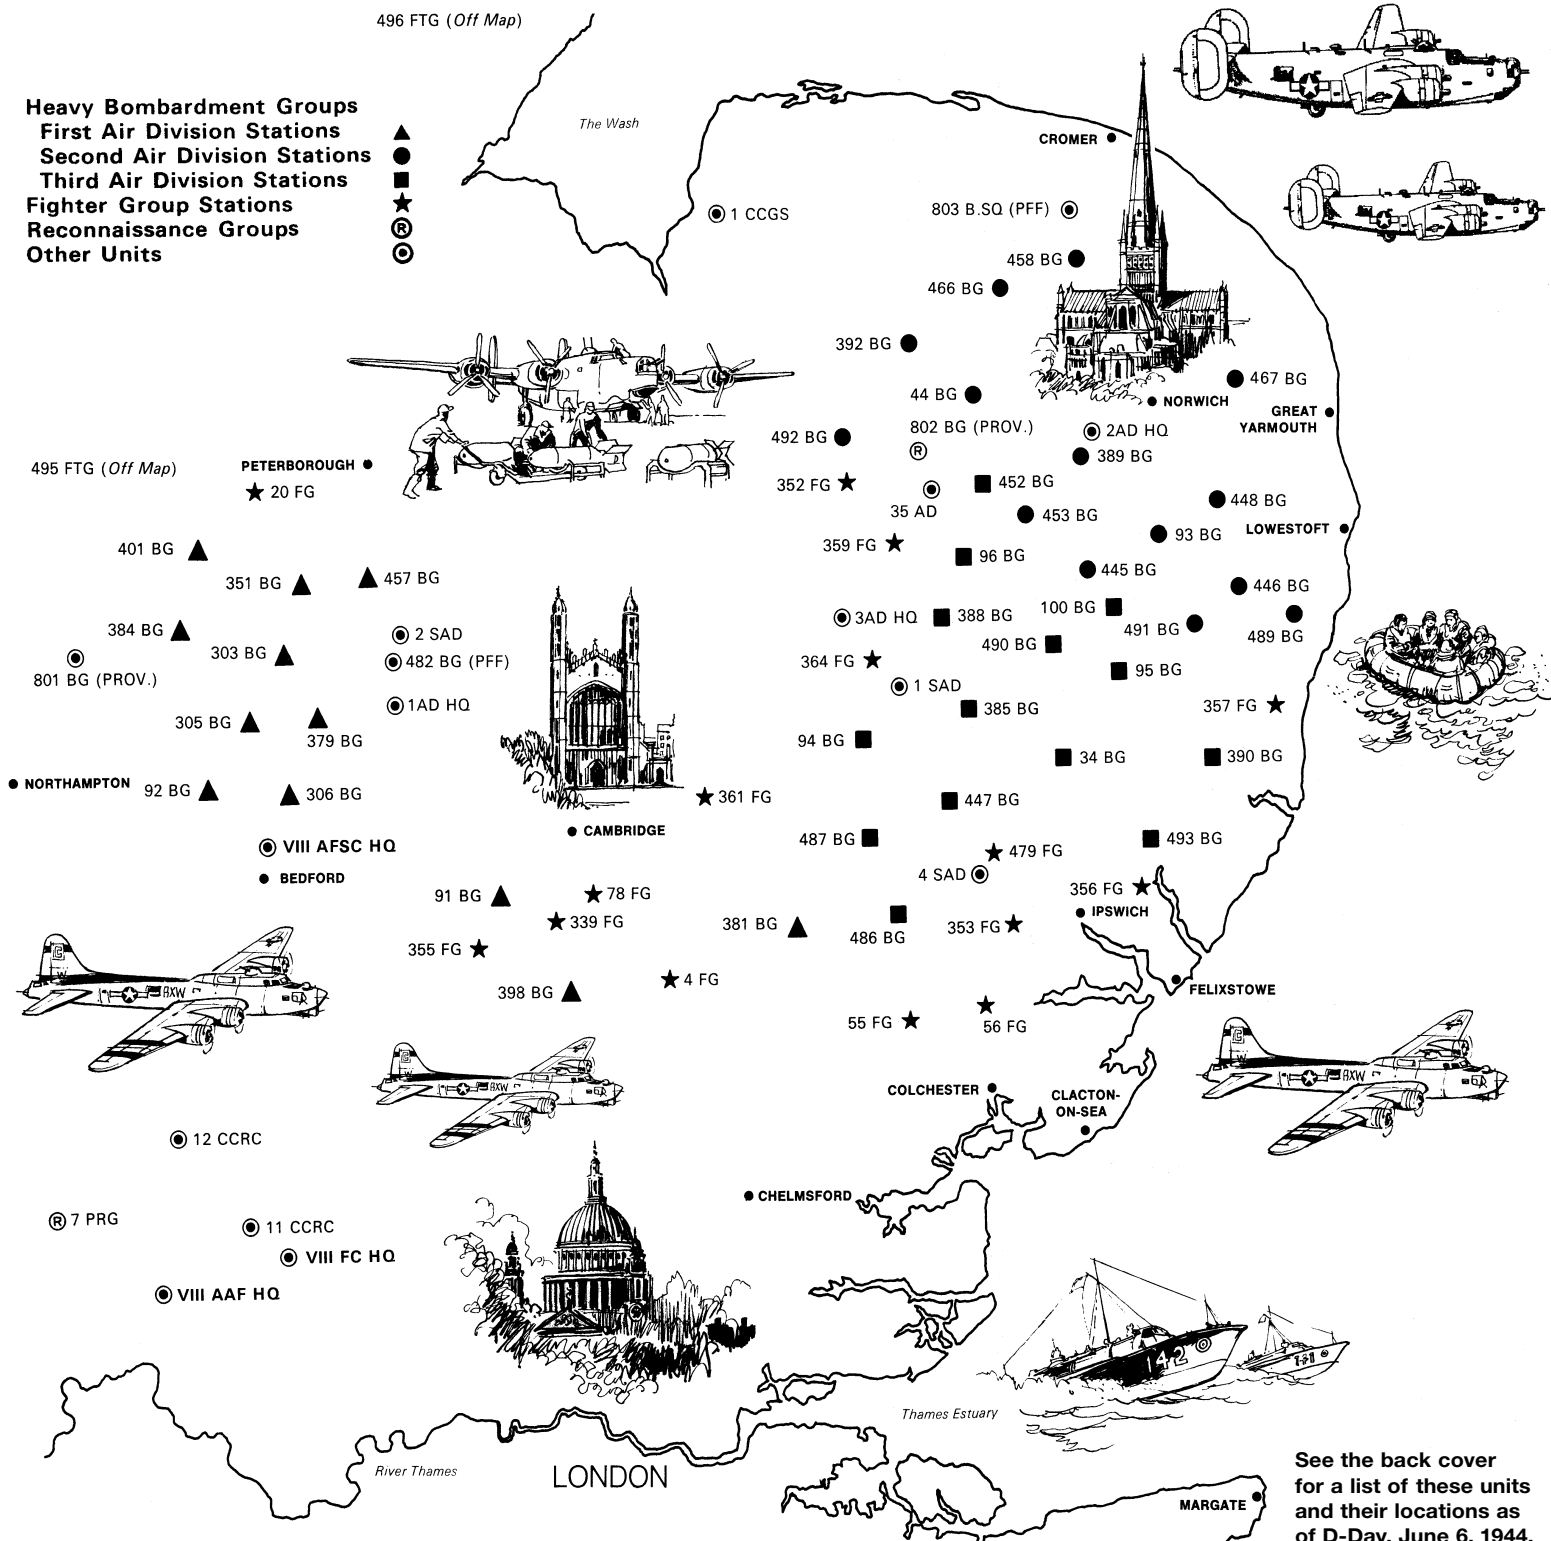 496 FTG (Off Map)
Heavy Bombardment Groups
First Air Division Stations
Second Air Division Stations
Third Air Division Stations
Fighter Group Stations
Reconnaissance Groups
R
Other Units
The Wash
CROMER
1 CCGS
803 B.SQ (PFF)
458 BG
466 BG
392 BG
467 BG
44 BG
NORWICH
GREAT
YARMOUTH
802 BG (PROV.)
R
2AD HQ
492 BG
389 BG
495 FTG (Off Map)
PETERBOROUGH
20 FG
352 FG
452 BG
35 AD
448 BG
453 BG
93 BG
LOWESTOFT
359 FG
96 BG
401 BG
351 BG
457 BG
445 BG
446 BG
100 BG
3AD HQ
388 BG
491 BG
489 BG
384 BG
2 SAD
490 BG
303 BG
482 BG (PFF)
364 FG
95 BG
801 BG (PROV.)
1 SAD
1AD HQ
385 BG
357 FG
305 BG
379 BG
94 BG
34 BG
390 BG
NORTHAMPTON
92 BG
306 BG
361 FG
447 BG
CAMBRIDGE
487 BG
493 BG
VIII AFSC HQ
479 FG
BEDFORD
4 SAD
356 FG
91 BG
78 FG
IPSWICH
339 FG
381 BG
486 BG
353 FG
355 FG
4 FG
398 BG
FELIXSTOWE
55 FG
56 FG
COLCHESTER
CLACTON-
ON-SEA
12 CCRC
CHELMSFORD
R
7 PRG
11 CCRC
VIII FC HQ
VIII AAF HQ
142
Thames Estuary
River Thames
LONDON
MARGATE
See the back cover
for a list of these units
and their locations as
of D-Day, June 6, 1944.